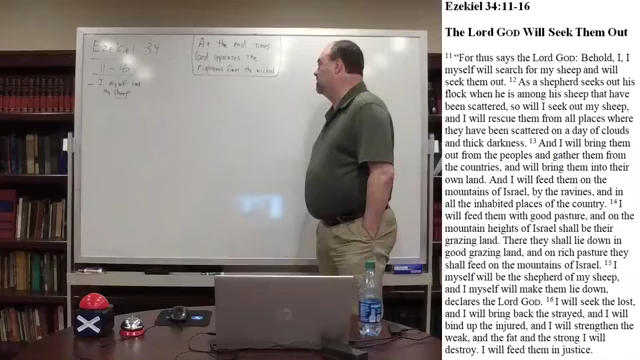 Ezekiel 34:11-16
The Lord GOD Will Seek Them Out
11 "For thus says the Lord GOD: Behold, I, I
myself will search for my sheep and will
seek them out. 12 As a shepherd seeks out his
flock when he is among his sheep that have
been scattered, so will I seek out my sheep,
and I will rescue them from all places where
they have been scattered on a day of clouds
and thick darkness. 13 And I will bring them
out from the peoples and gather them from
the countries, and will bring them into their
own land. And I will feed them on the
mountains of Israel, by the ravines, and in
all the inhabited places of the country. 14 I
will feed them with good pasture, and on the
mountain heights of Israel shall be their
grazing land. There they shall lie down in
good grazing land, and on rich pasture they
shall feed on the mountains of Israel. 15 I
myself will be the shepherd of my sheep,
and I myself will make them lie down,
declares the Lord GOD. 16 I will seek the lost,
and I will bring back the strayed, and I will
bind up the injured, and I will strengthen the
weak, and the fat and the strong I will
destroy. I will feed them in justice.
Ezekiel 34
11 - 16
I myself
my sheep
At the end times
God separates the
righteous from the wicked